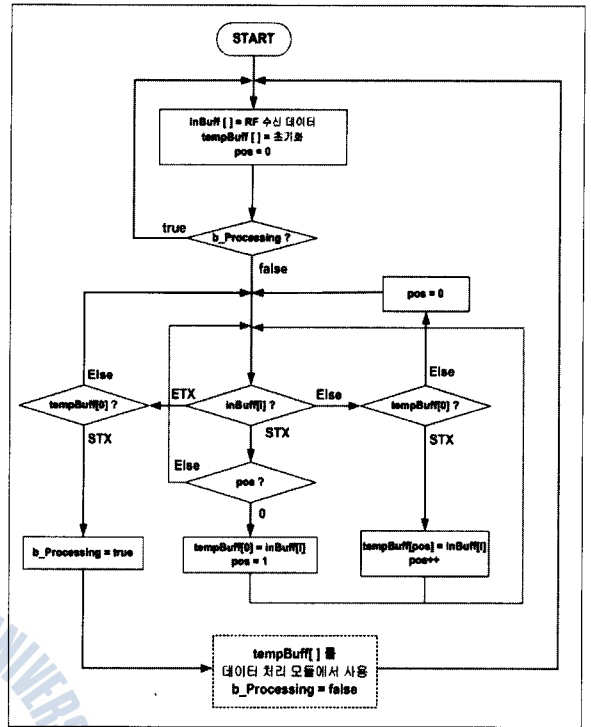 START
inBuff [ ] = RF 수신 데이터
tempBuff [ ] = 초기화
pos = 0
true
b_Processing ?
false
pos = 0
Else
ETX
Else
Else
tempBuff[0] ?
inBuff[i] ?
tempBuff[0] ?
STX
STX
STX
Else
pos ?
0
b_Processing = true
tempBuff[0] = inBuff[i]
pos = 1
tempBuff[pos] = inBuff[i]
pos++
tempBuff[ ] 를
데이터 처리 모듈에서 사용
b_Processing = false
UNIVERS